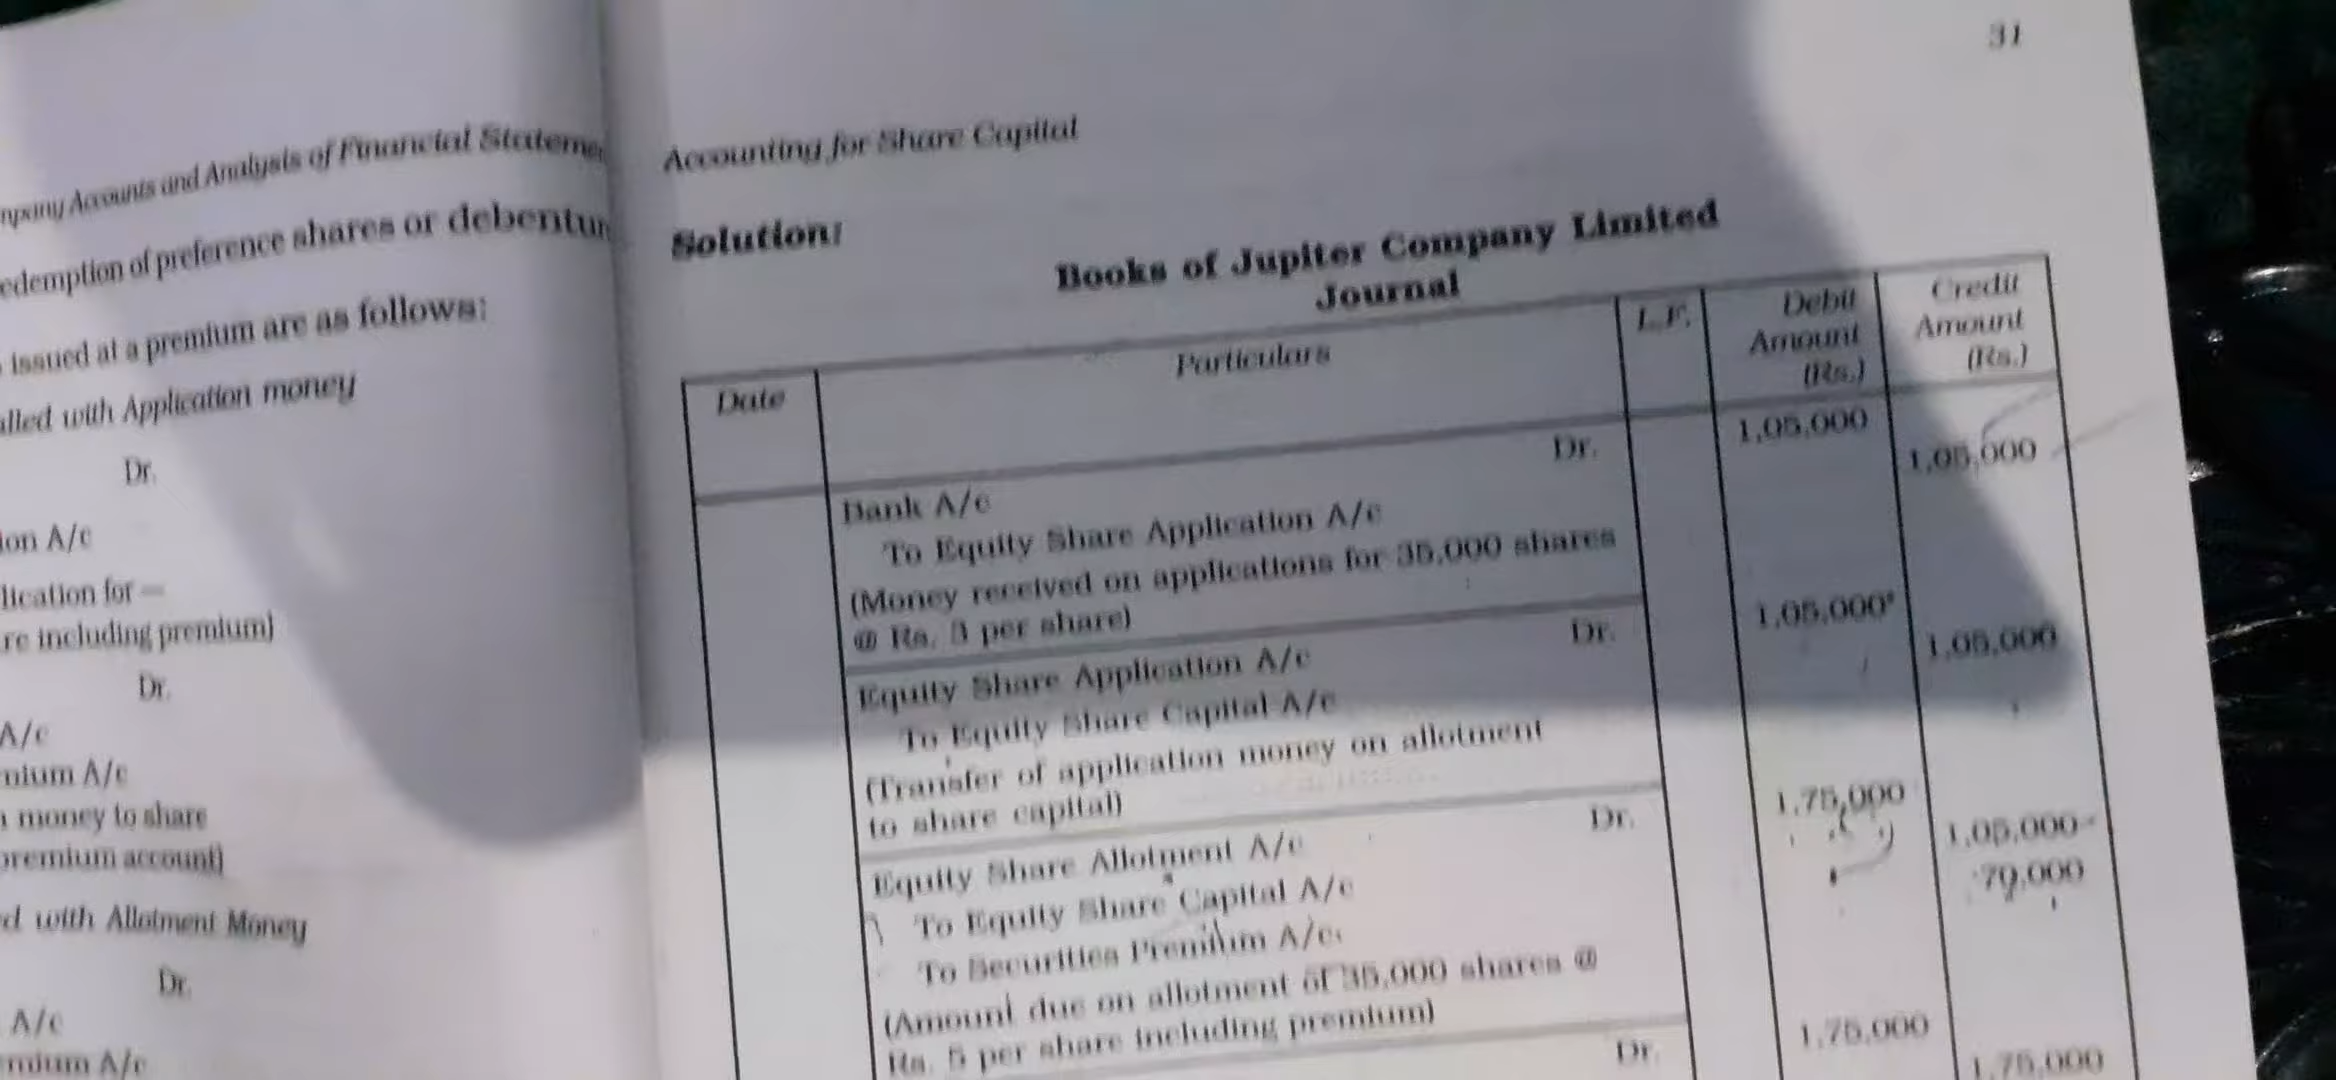 mpany Accounts and Analysis of Financial Stateme
edemption of preference shares or debentur
issued at a premium are as follows:
alled with Application money
Dr.
ion A/c
lication for —
re including premium)
Dr.
A/c
mium A/c
money to share
premium account)
d with Allotment Money
Dr.
A/c
mium A/c
31
Accounting for Share Capital
Solution:
Books of Jupiter Company Limited
Journal
Date Particulars L.F. Debit Amount (Rs.) Credit Amount (Rs.)
Bank A/c Dr. 1,05,000
To Equity Share Application A/c 1,05,000
(Money received on applications for 35,000 shares
@ Rs. 3 per share)
Equity Share Application A/c Dr. 1,05,000
To Equity Share Capital A/c 1,05,000
(Transfer of application money on allotment
to share capital)
Equity Share Allotment A/c Dr. 1,75,000
To Equity Share Capital A/c 1,05,000
To Securities Premium A/c 70,000
(Amount due on allotment of 35,000 shares @
Rs. 5 per share including premium)
Dr. 1,75,000
1,75,000